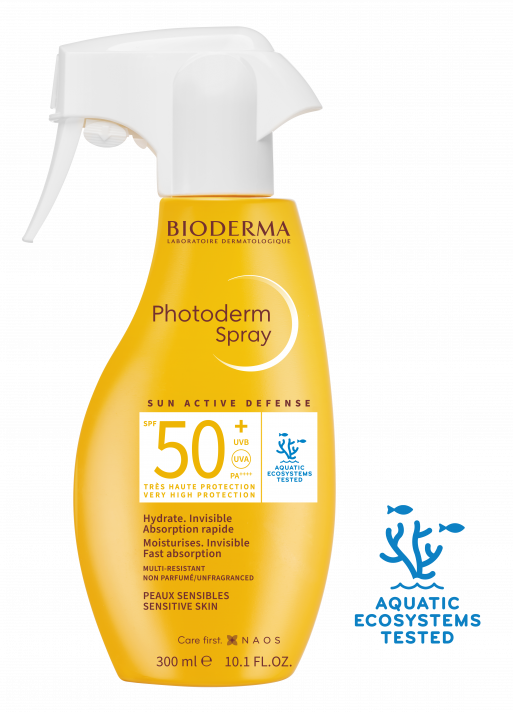 BIODERMA
LABORATOIRE DERMATOLOGIQUE
Photoderm
Spray
SUN ACTIVE DEFENSE
SPF 50+
UVB
UVA
PA++++
TRÈS HAUTE PROTECTION
VERY HIGH PROTECTION
AQUATIC
ECOSYSTEMS
TESTED
Hydrate. Invisible
Absorption rapide
Moisturises. Invisible
Fast absorption
MULTI-RESISTANT
NON PARFUMÉ/UNFRAGRANCED
PEAUX SENSIBLES
SENSITIVE SKIN
Care first. NAOS
300 ml e 10.1 FL.OZ.
AQUATIC
ECOSYSTEMS
TESTED